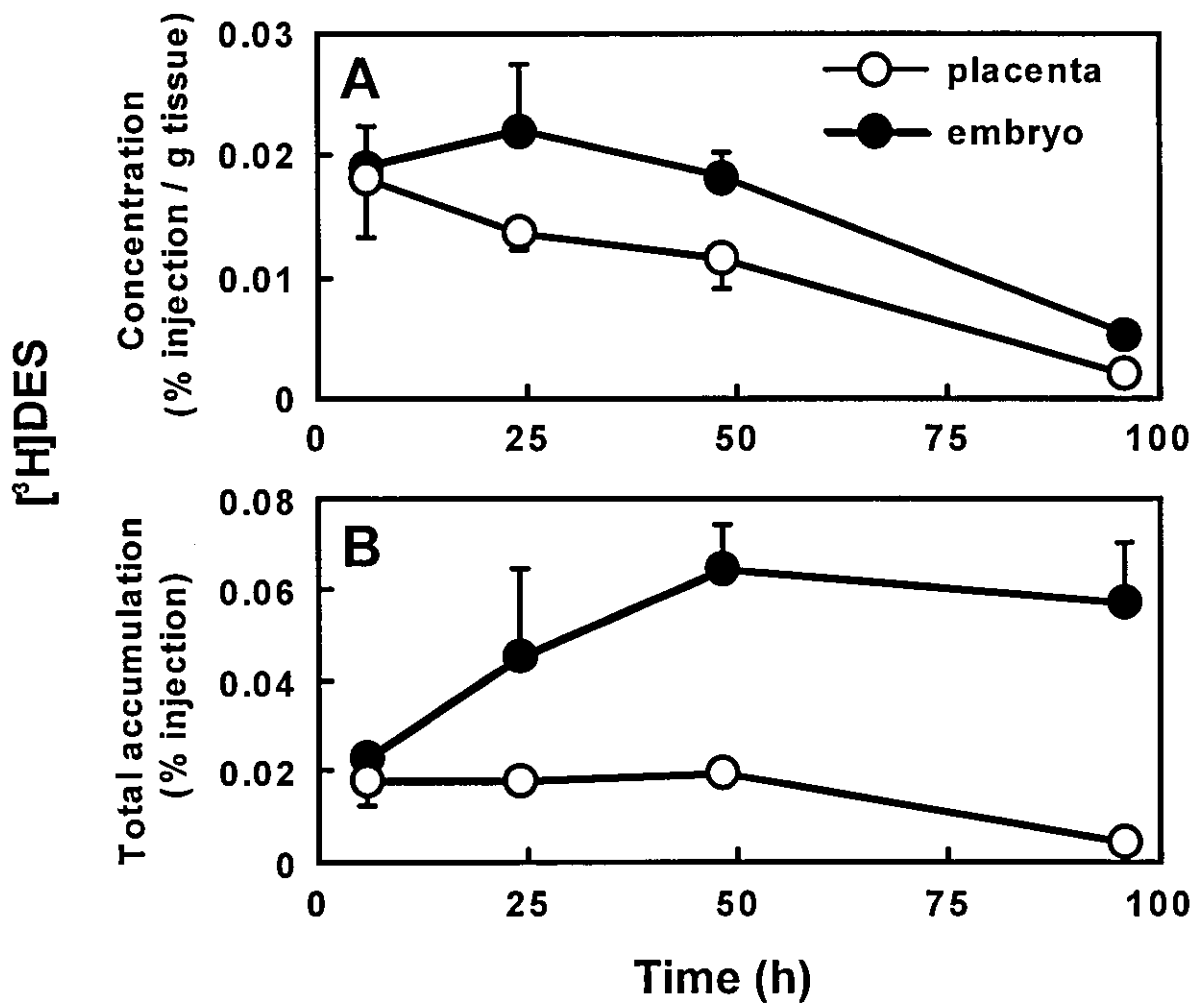 [³H]DES
Concentration
(% injection / g tissue)
0.03
0.02
0.01
0
A
placenta
embryo
0 25 50 75 100
Total accumulation
(% injection)
0.08
0.06
0.04
0.02
0
B
0 25 50 75 100
Time (h)